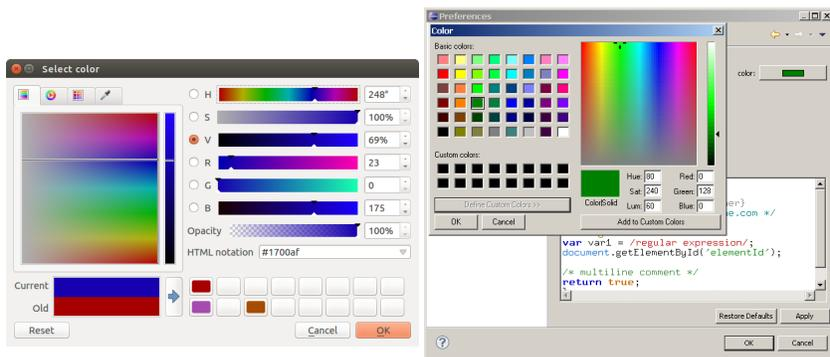 Select color
H 248°
S 100%
V 69%
R 23
G 0
B 175
Opacity 100%
HTML notation #1700af
Current
Old
Reset Cancel OK
Preferences
Color
Basic colors:
color:
Custom colors:
Define Custom Colors >>
Color|Solid
Hue: 80 Red: 0
Sat: 240 Green: 128
Lum: 60 Blue: 0
OK Cancel Add to Custom Colors
var var1 = /regular expression/;
document.getElementById('elementId');
/* multiline comment */
return true;
Restore Defaults Apply
? OK Cancel